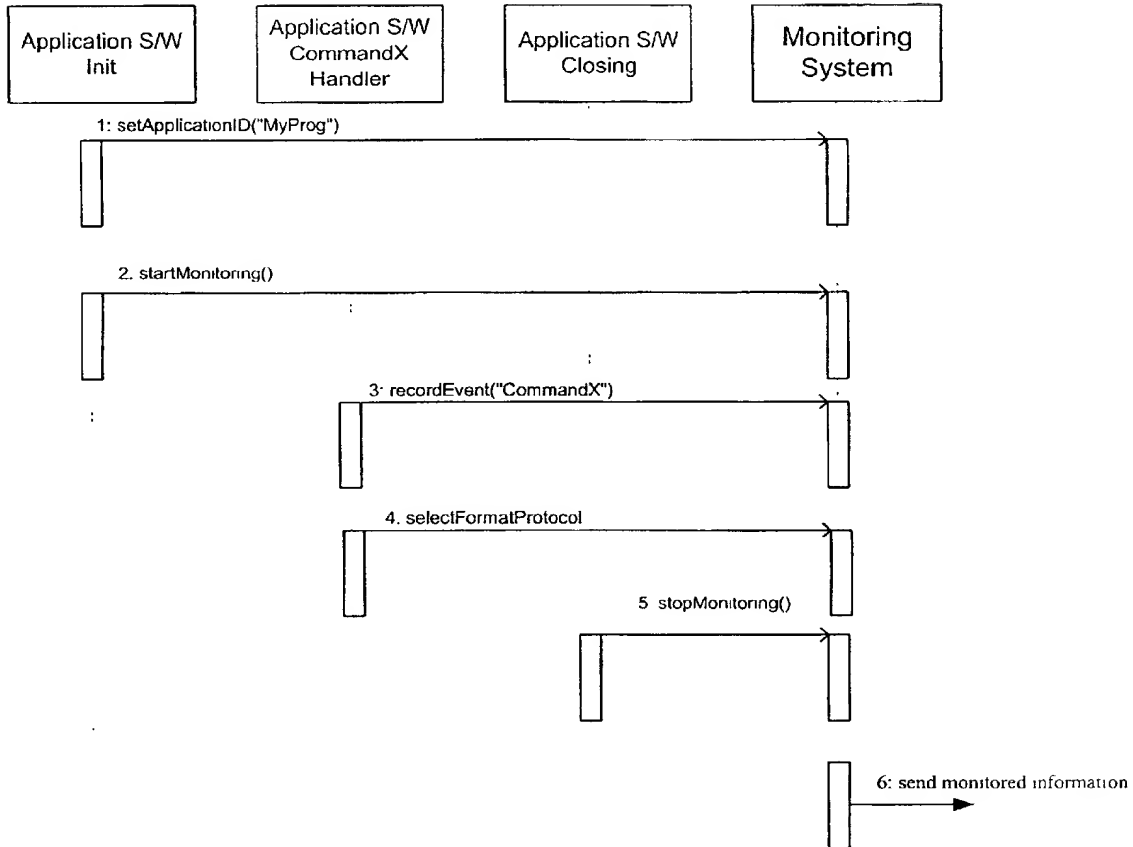 Application S/W
Init
Application S/W
CommandX
Handler
Application S/W
Closing
Monitoring
System
1: setApplicationID("MyProg")
2. startMonitoring()
3: recordEvent("CommandX")
4. selectFormatProtocol
5 stopMonitoring()
6: send monitored information